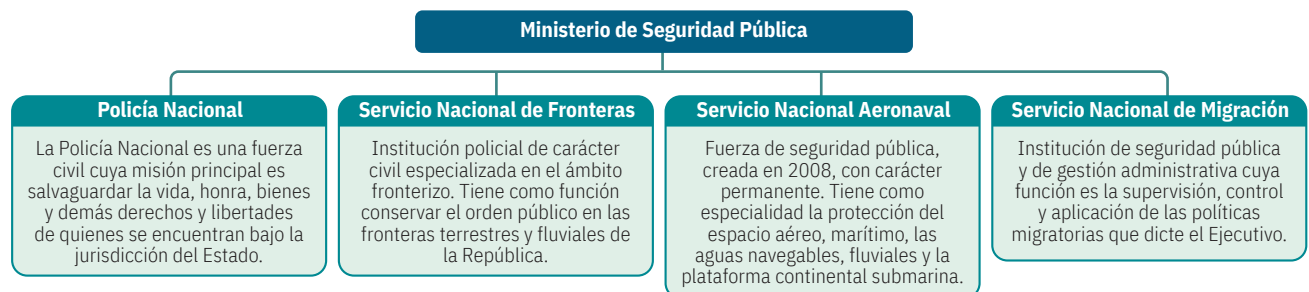 Ministerio de Seguridad Pública
Policía Nacional
La Policía Nacional es una fuerza
civil cuya misión principal es
salvaguardar la vida, honra, bienes
y demás derechos y libertades
de quienes se encuentran bajo la
jurisdicción del Estado.
Servicio Nacional de Fronteras
Institución policial de carácter
civil especializada en el ámbito
fronterizo. Tiene como función
conservar el orden público en las
fronteras terrestres y fluviales de
la República.
Servicio Nacional Aeronaval
Fuerza de seguridad pública,
creada en 2008, con carácter
permanente. Tiene como
especialidad la protección del
espacio aéreo, marítimo, las
aguas navegables, fluviales y la
plataforma continental submarina.
Servicio Nacional de Migración
Institución de seguridad pública
y de gestión administrativa cuya
función es la supervisión, control
y aplicación de las políticas
migratorias que dicte el Ejecutivo.